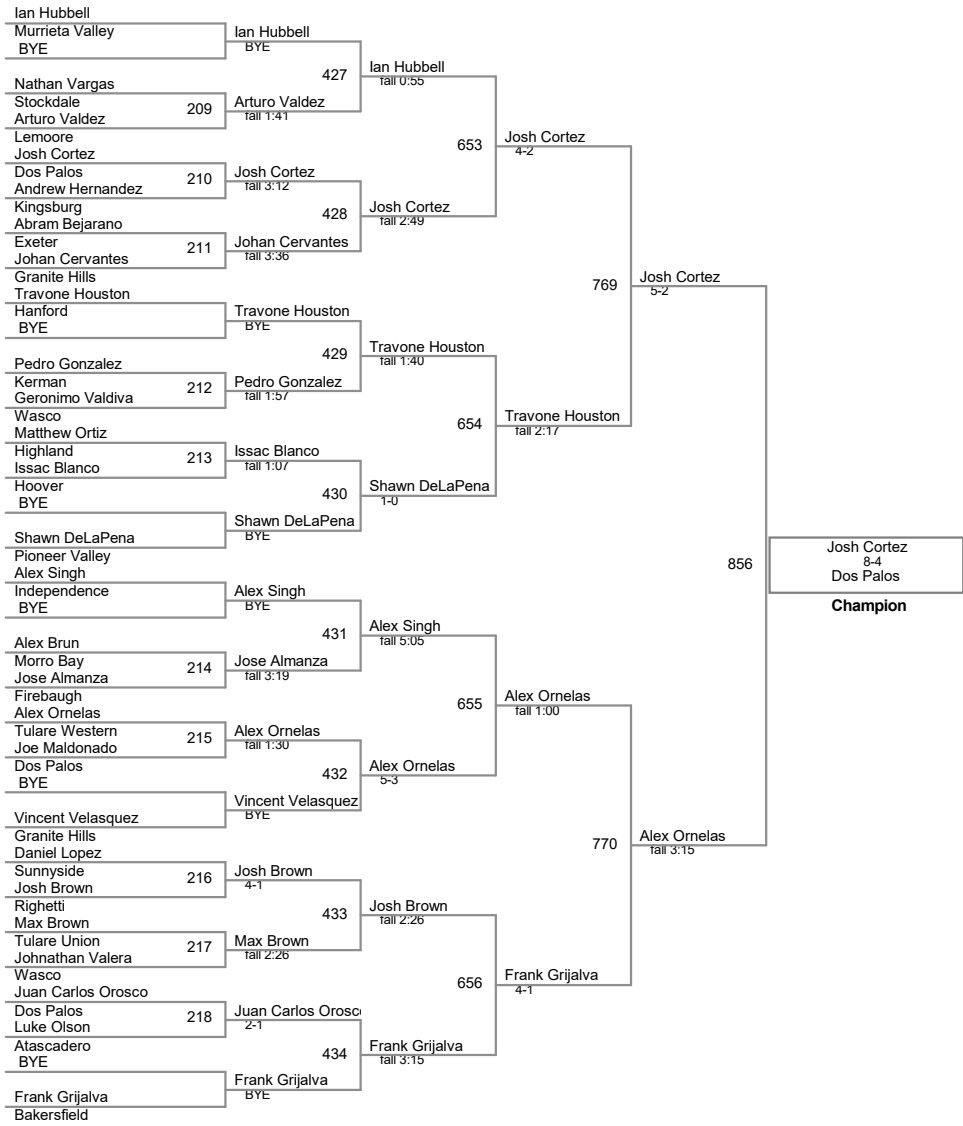 Ian Hubbell
Murrieta Valley
BYE
Nathan Vargas
Stockdale
209
Arturo Valdez
Lemoore
Josh Cortez
Dos Palos
210
Andrew Hernandez
Kingsburg
Abram Bejarano
Exeter
211
Johan Cervantes
Granite Hills
Travone Houston
Hanford
BYE
Pedro Gonzalez
Kerman
212
Geronimo Valdiva
Wasco
Matthew Ortiz
Highland
213
Issac Blanco
Hoover
BYE
Shawn DeLaPena
Pioneer Valley
Alex Singh
Independence
BYE
Alex Brun
Morro Bay
214
Jose Almanza
Firebaugh
Alex Ornelas
Tulare Western
215
Joe Maldonado
Dos Palos
BYE
Vincent Velasquez
Granite Hills
Daniel Lopez
Sunnyside
216
Josh Brown
Righetti
Max Brown
Tulare Union
217
Johnathan Valera
Wasco
Juan Carlos Orosco
Dos Palos
218
Luke Olson
Atascadero
BYE
Frank Grijalva
Bakersfield
Ian Hubbell
BYE
427
Arturo Valdez
fall 1:41
Josh Cortez
fall 3:12
428
Johan Cervantes
fall 3:36
Travone Houston
BYE
429
Pedro Gonzalez
fall 1:57
Issac Blanco
fall 1:07
430
Shawn DeLaPena
BYE
Alex Singh
BYE
431
Jose Almanza
fall 3:19
Alex Ornelas
fall 1:30
432
Vincent Velasquez
BYE
Josh Brown
4-1
433
Max Brown
fall 2:26
Juan Carlos Orosc
2-1
434
Frank Grijalva
BYE
Ian Hubbell
fall 0:55
653
Josh Cortez
fall 2:49
Travone Houston
fall 1:40
654
Shawn DeLaPena
1-0
Alex Singh
fall 5:05
655
Alex Ornelas
5-3
Josh Brown
fall 2:26
656
Frank Grijalva
fall 3:15
Josh Cortez
4-2
769
Travone Houston
fall 2:17
Alex Ornelas
fall 1:00
770
Frank Grijalva
4-1
Josh Cortez
5-2
856
Alex Ornelas
fall 3:15
Josh Cortez
8-4
Dos Palos
Champion